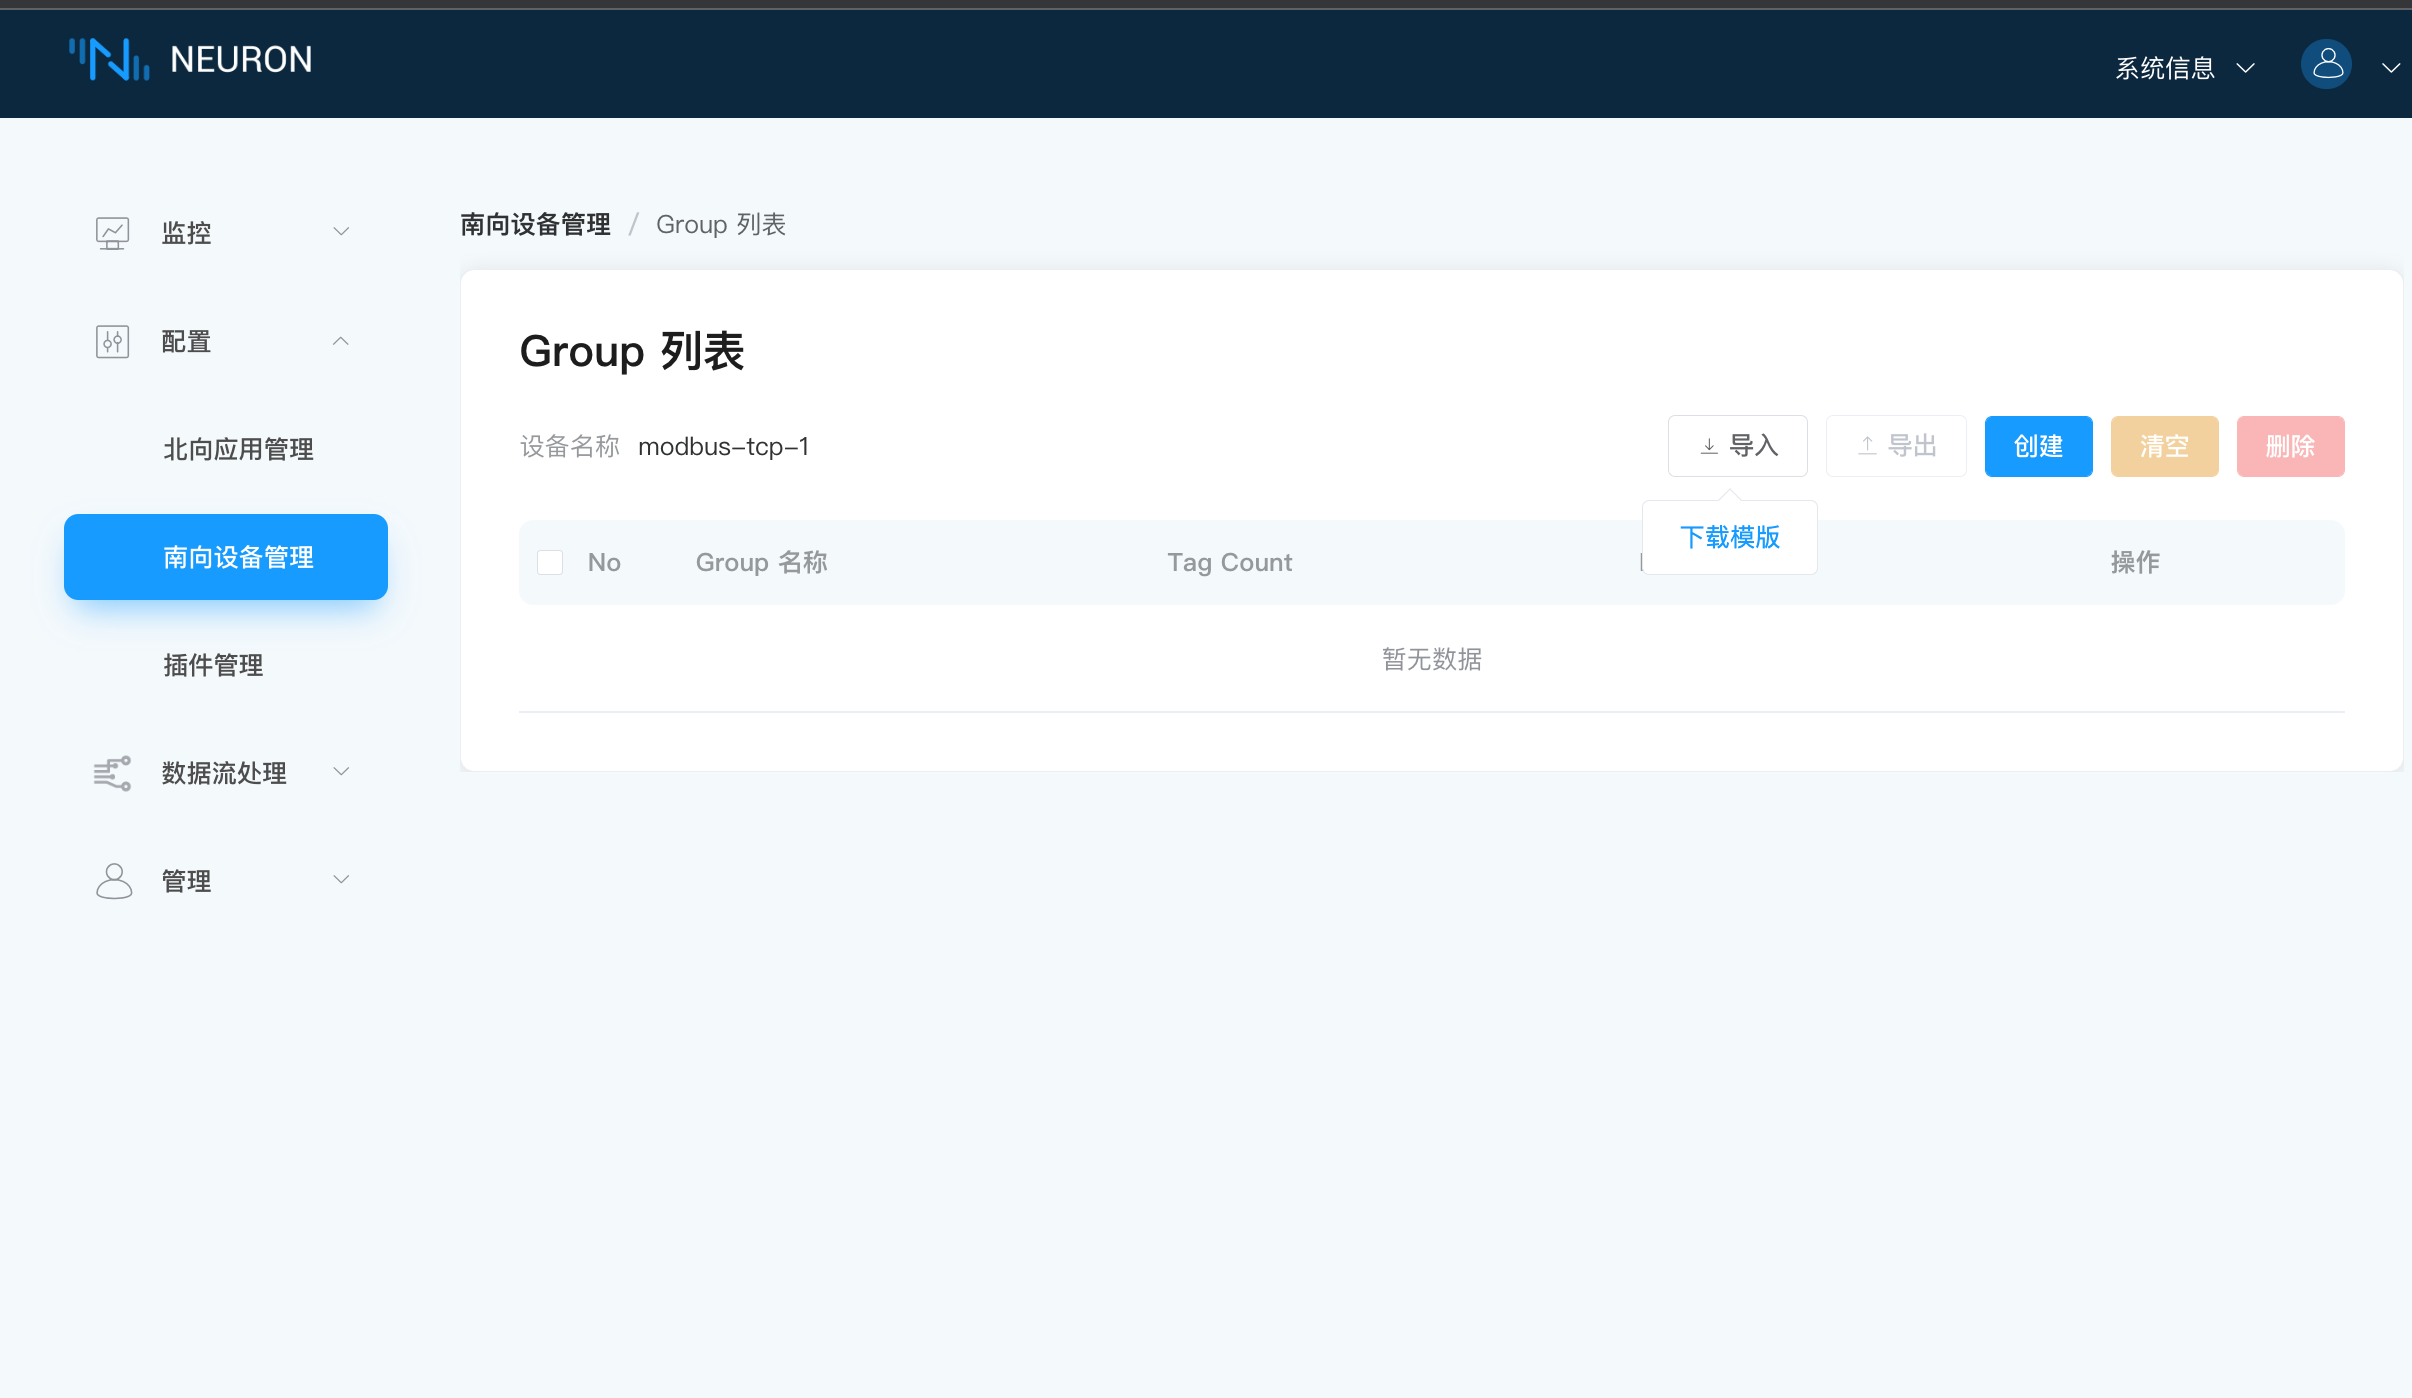 NEURON
系统信息
监控
配置
北向应用管理
南向设备管理
插件管理
数据流处理
管理
南向设备管理 / Group 列表
Group 列表
设备名称 modbus-tcp-1
导入 导出 创建 清空 删除
下载模版
No Group 名称 Tag Count 操作
暂无数据